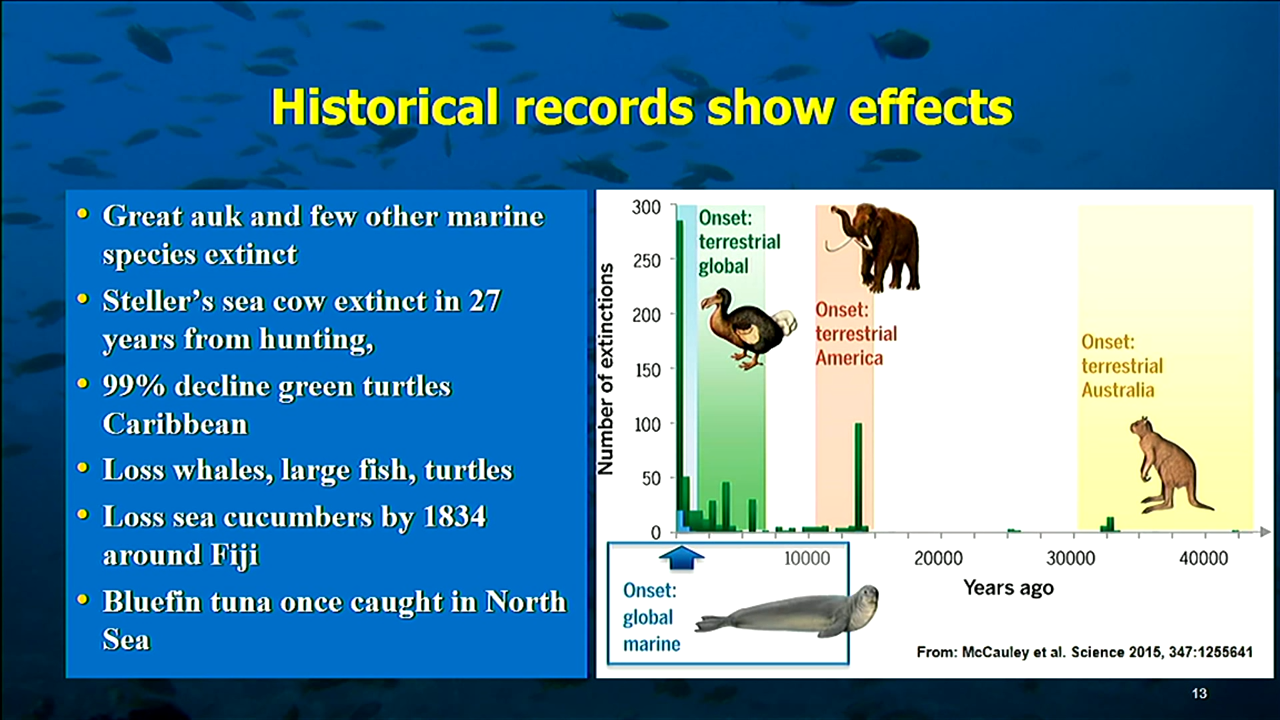 Historical records show effects
• Great auk and few other marine
species extinct
• Steller's sea cow extinct in 27
years from hunting,
• 99% decline green turtles
Caribbean
• Loss whales, large fish, turtles
• Loss sea cucumbers by 1834
around Fiji
• Bluefin tuna once caught in North
Sea
Number of extinctions
300
250
200
150
100
50
0
Onset:
terrestrial
global
Onset:
terrestrial
America
Onset:
terrestrial
Australia
10000
20000
30000
40000
Years ago
Onset:
global
marine
From: McCauley et al. Science 2015, 347:1255641
13